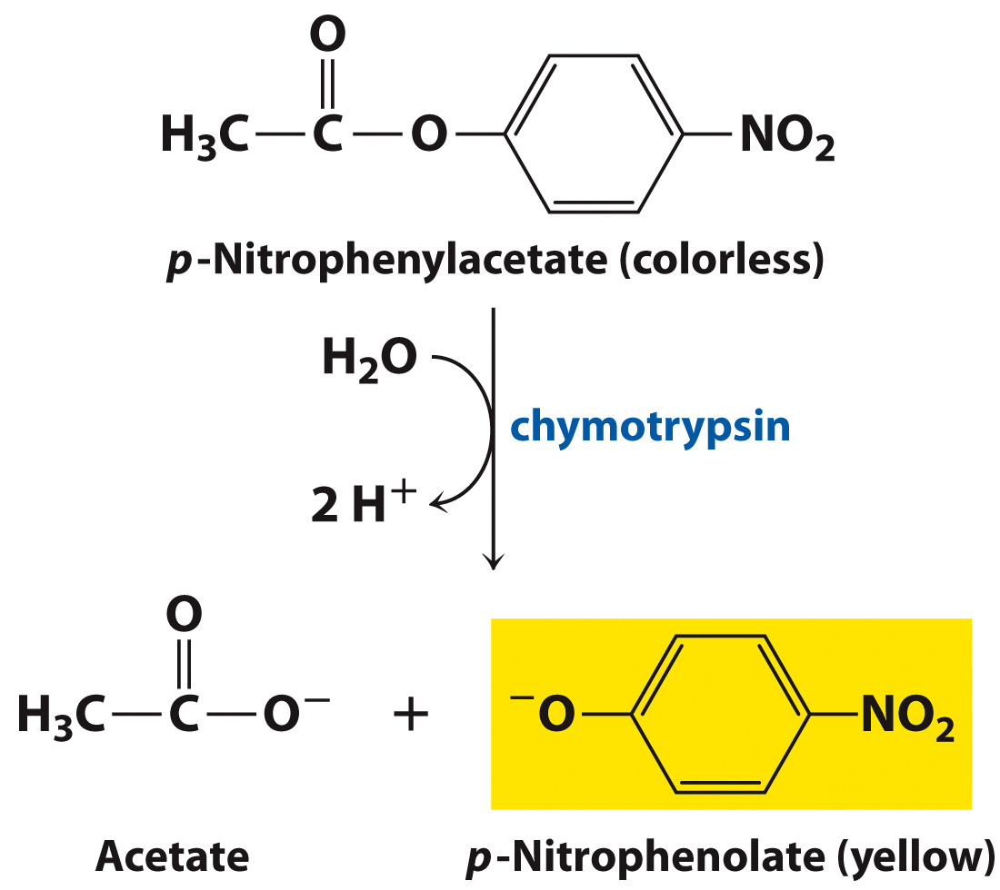 O
H₃C—C—O NO₂
p-Nitrophenylacetate (colorless)
H₂O
chymotrypsin
2 H⁺
O
H₃C—C—O⁻ + ⁻O NO₂
Acetate p-Nitrophenolate (yellow)